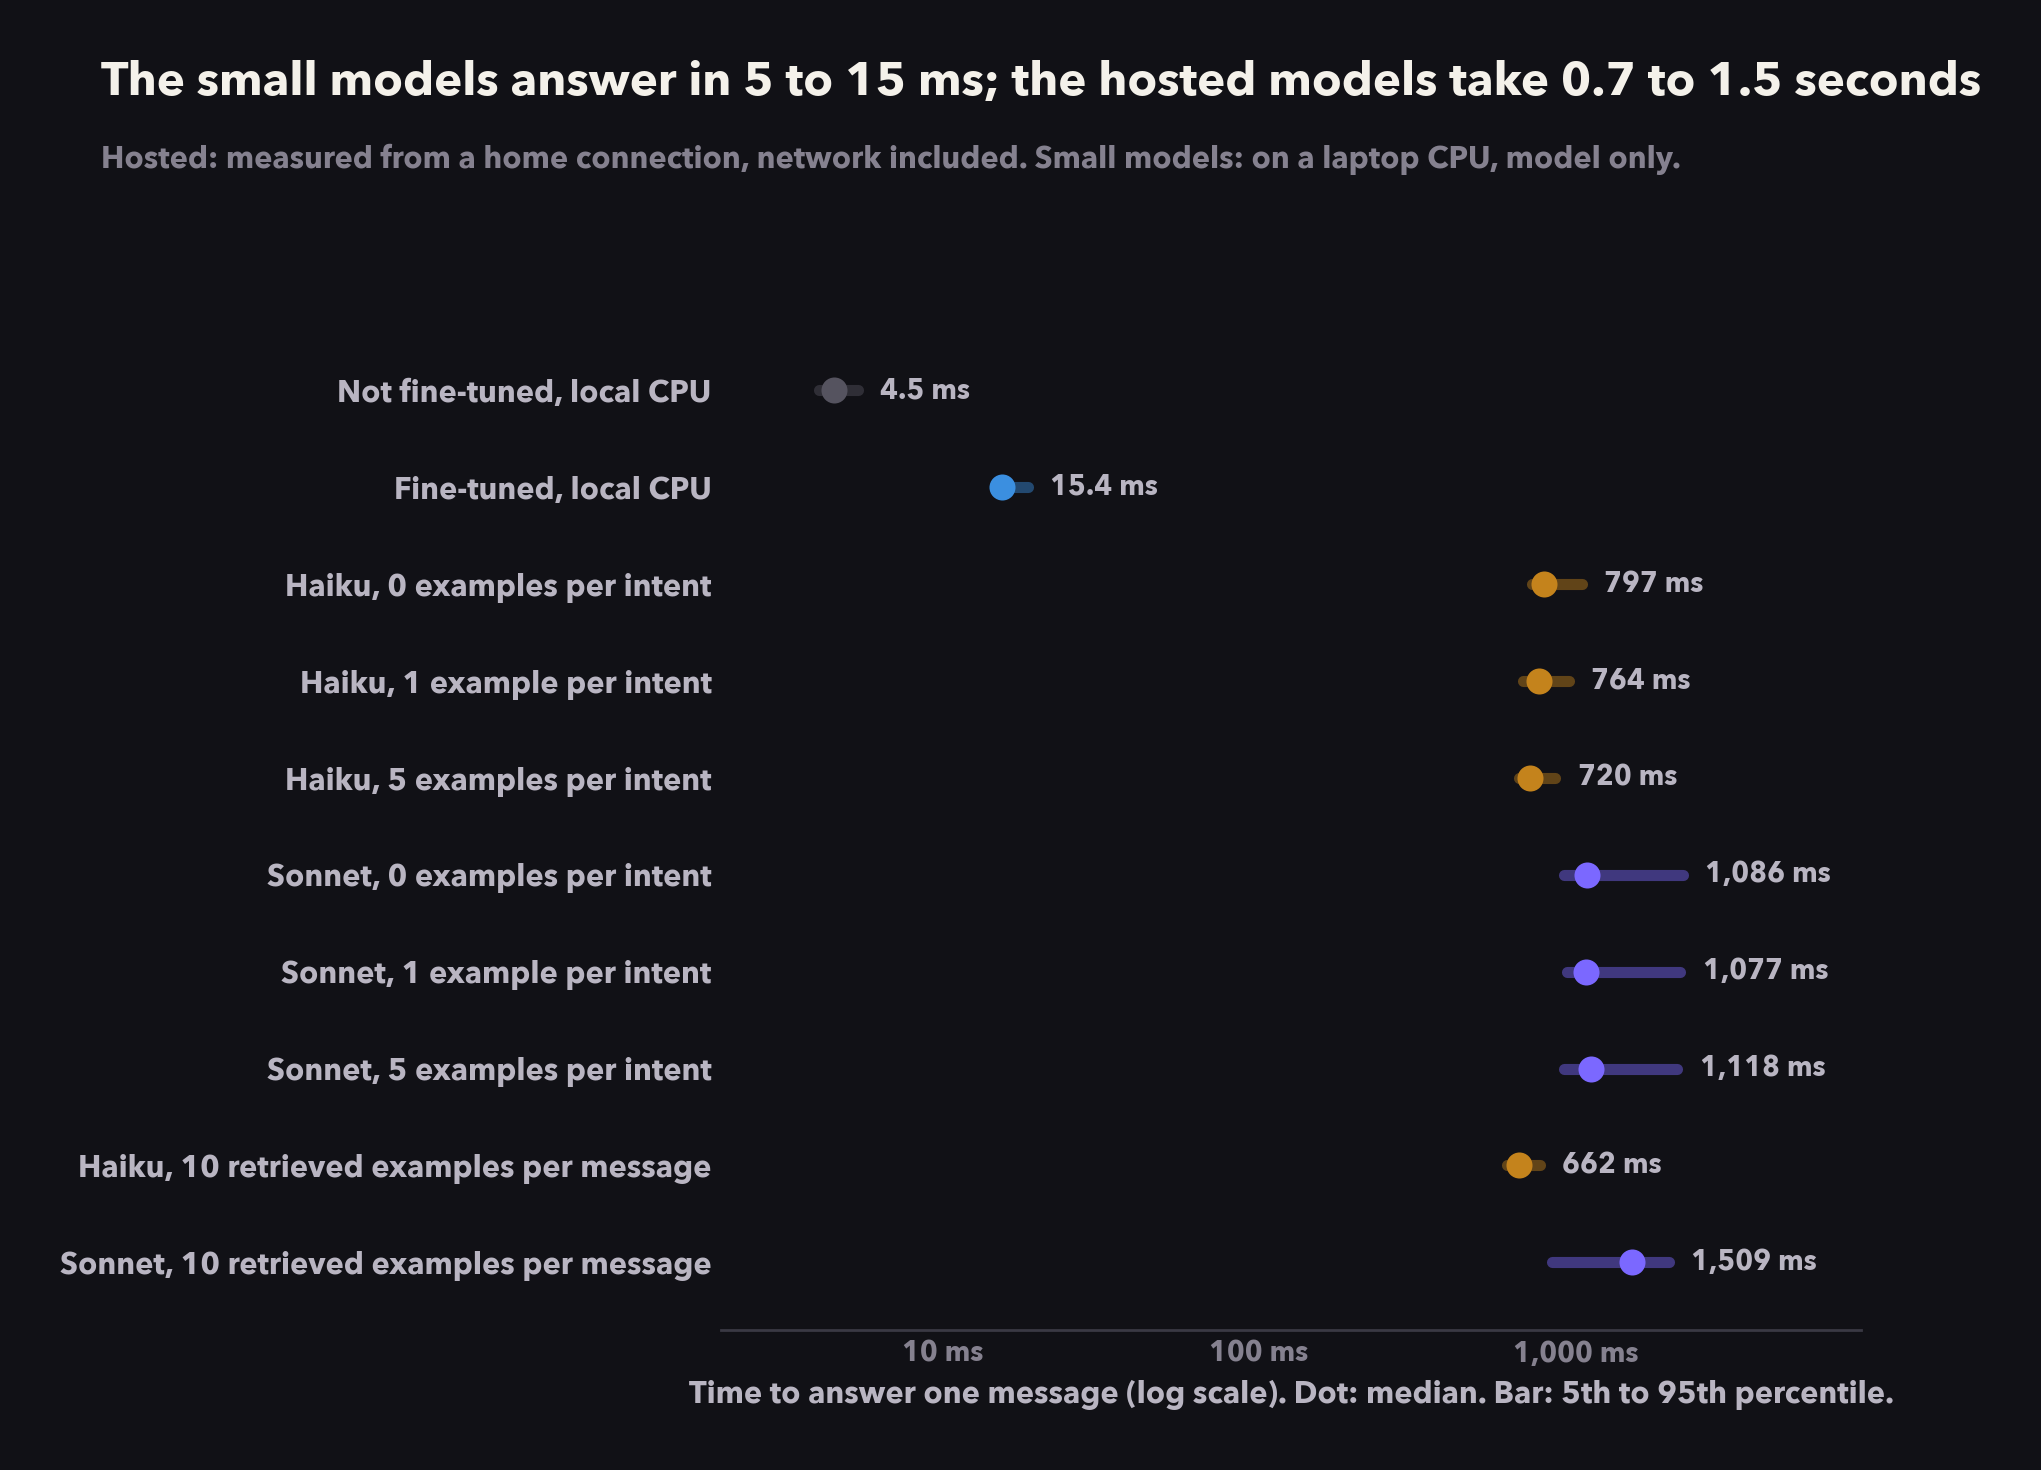 The small models answer in 5 to 15 ms; the hosted models take 0.7 to 1.5 seconds
Hosted: measured from a home connection, network included. Small models: on a laptop CPU, model only.
Not fine-tuned, local CPU 4.5 ms
Fine-tuned, local CPU 15.4 ms
Haiku, 0 examples per intent 797 ms
Haiku, 1 example per intent 764 ms
Haiku, 5 examples per intent 720 ms
Sonnet, 0 examples per intent 1,086 ms
Sonnet, 1 example per intent 1,077 ms
Sonnet, 5 examples per intent 1,118 ms
Haiku, 10 retrieved examples per message 662 ms
Sonnet, 10 retrieved examples per message 1,509 ms
10 ms 100 ms 1,000 ms
Time to answer one message (log scale). Dot: median. Bar: 5th to 95th percentile.